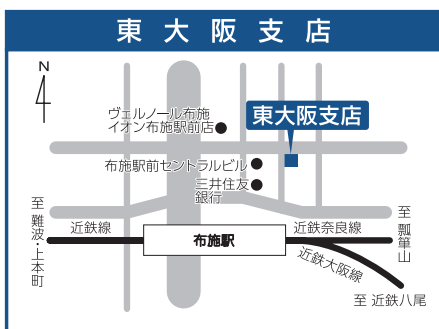 東大阪支店
N
ヴェルノール布施
イオン布施駅前店
東大阪支店
布施駅前セントラルビル
三井住友
銀行
至 難波・上本町
近鉄線
布施駅
近鉄奈良線
至 瓢箪山
近鉄大阪線
至 近鉄八尾